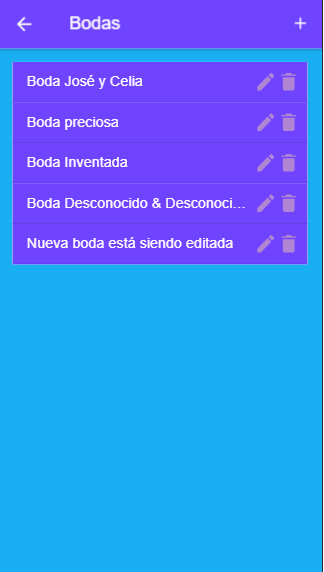 Bodas
Boda José y Celia
Boda preciosa
Boda Inventada
Boda Desconocido & Desconoci...
Nueva boda está siendo editada